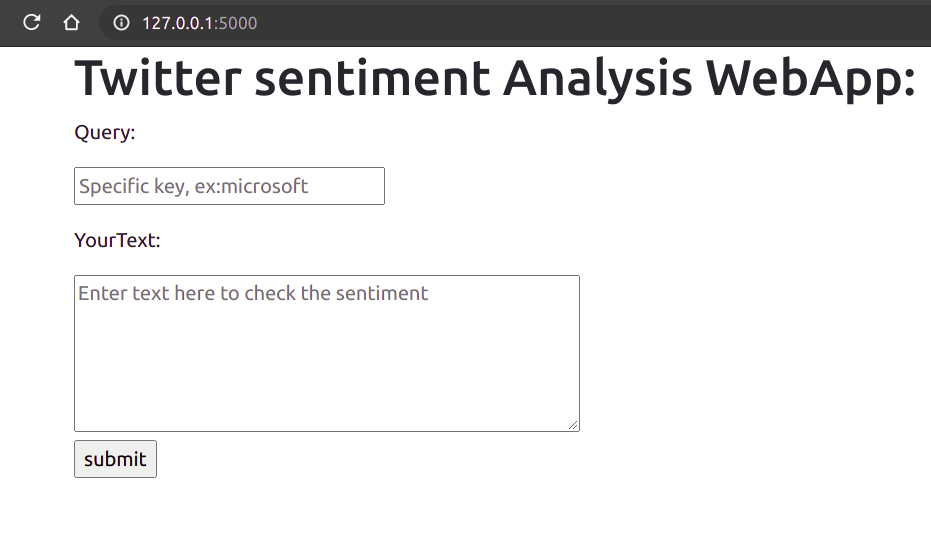 127.0.0.1:5000
Twitter sentiment Analysis WebApp:
Query:
Specific key, ex:microsoft
YourText:
Enter text here to check the sentiment
submit